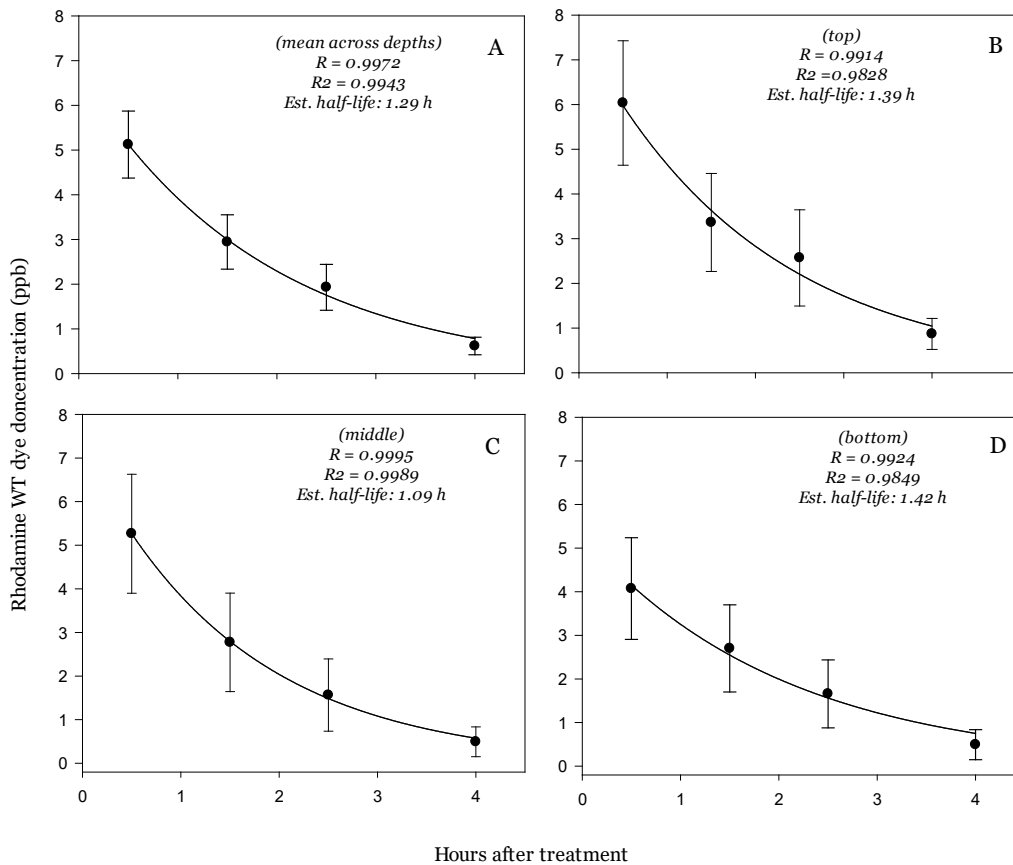 Rhodamine WT dye doncentration (ppb)
8
7
6
5
4
3
2
1
0
(mean across depths)
R = 0.9972
R2 = 0.9943
Est. half-life: 1.29 h
A
8
7
6
5
4
3
2
1
0
(top)
R = 0.9914
R2 =0.9828
Est. half-life: 1.39 h
B
8
7
6
5
4
3
2
1
0
(middle)
R = 0.9995
R2 = 0.9989
Est. half-life: 1.09 h
C
0 1 2 3 4
8
7
6
5
4
3
2
1
0
(bottom)
R = 0.9924
R2 = 0.9849
Est. half-life: 1.42 h
D
0 1 2 3 4
Hours after treatment